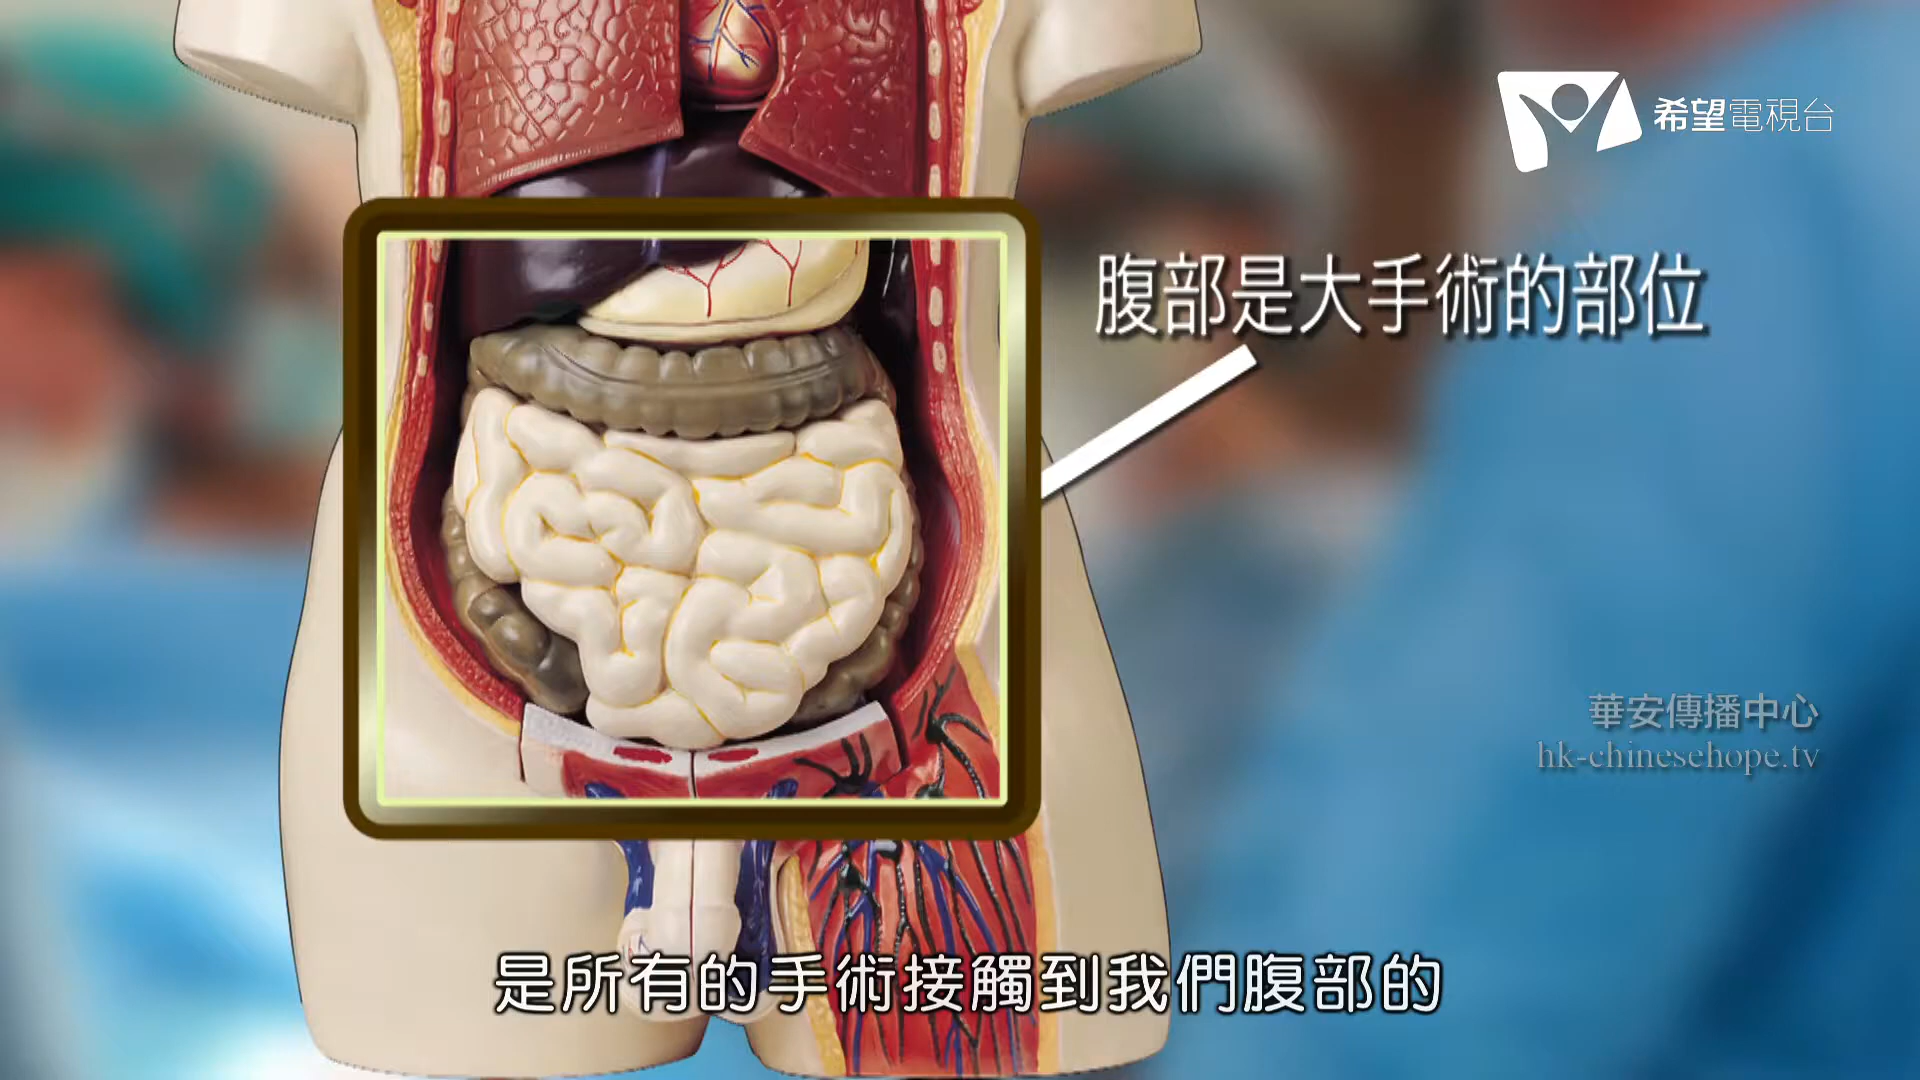 希望電視台
腹部是大手術的部位
華安傳播中心
hk-chinesehope.tv
是所有的手術接觸到我們腹部的